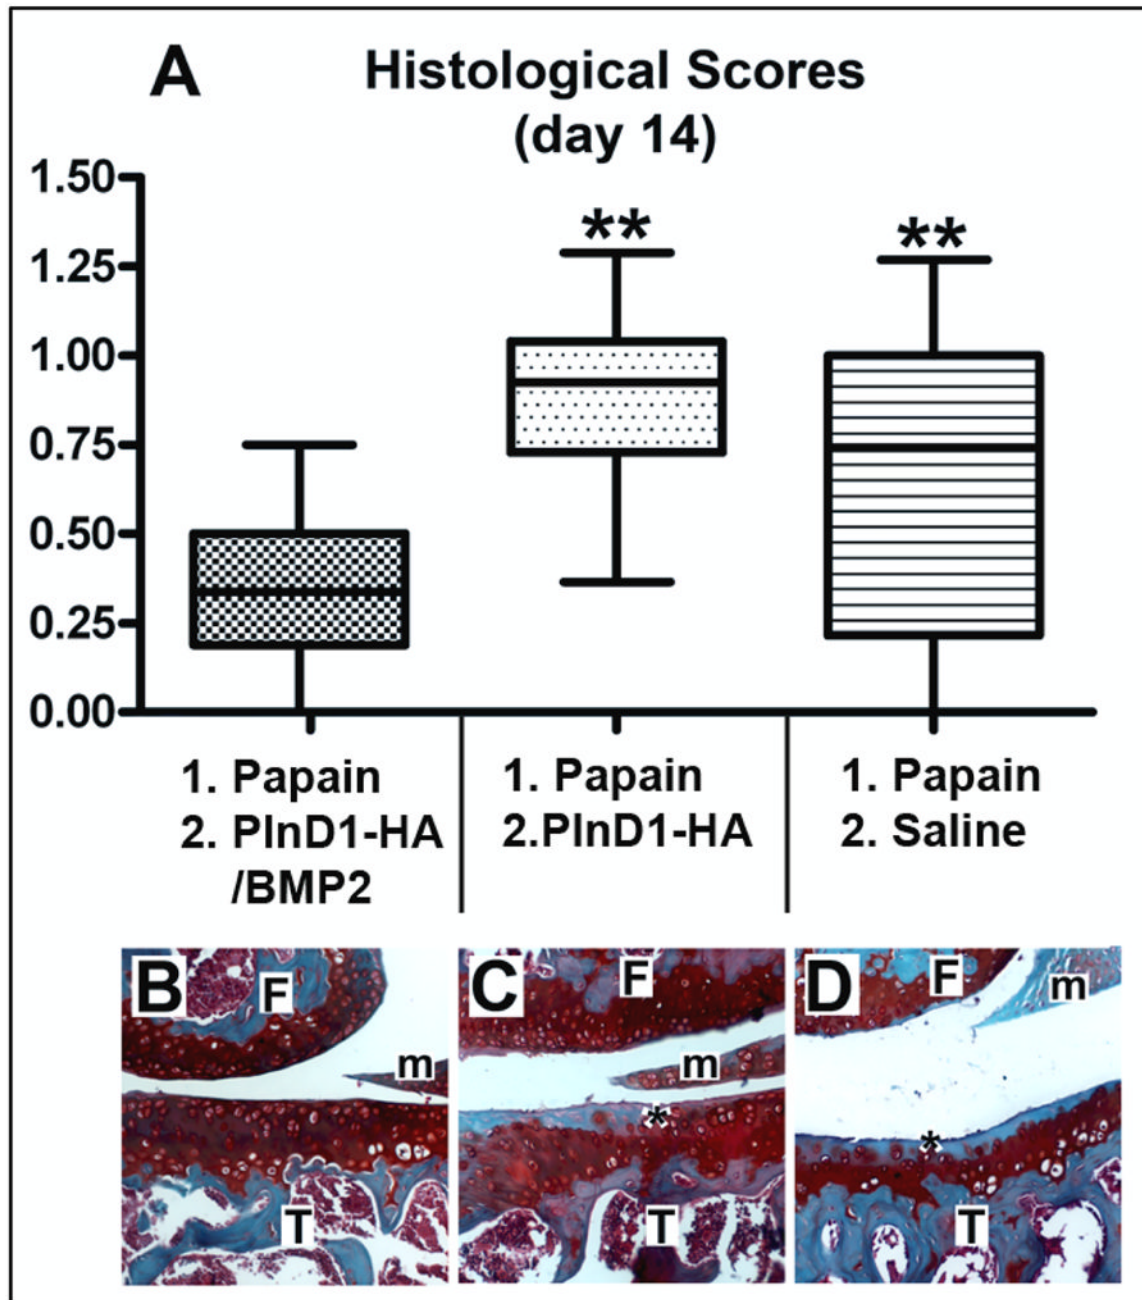 A
Histological Scores
(day 14)
1.50
1.25
1.00
0.75
0.50
0.25
0.00
**
**
1. Papain
2. PlnD1-HA
/BMP2
1. Papain
2.PlnD1-HA
1. Papain
2. Saline
B
F
m
T
C
F
m
*
T
D
F
m
*
T